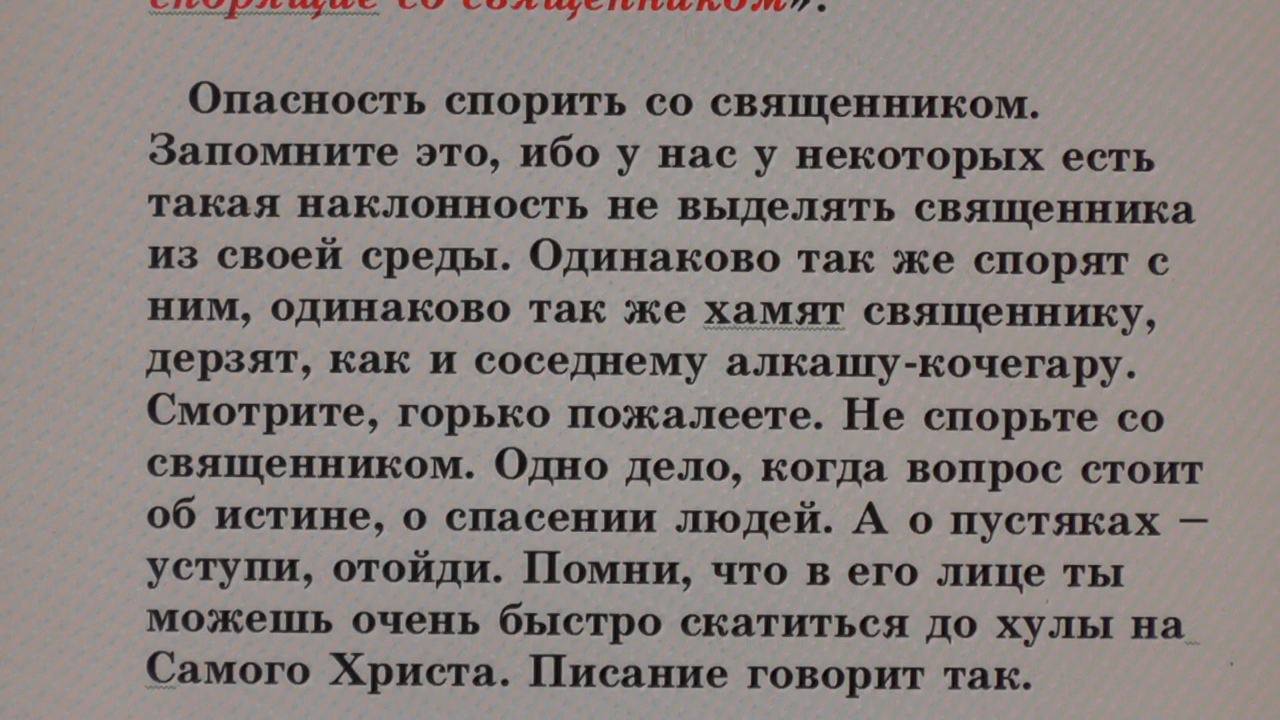 спорящие со священником».
Опасность спорить со священником.
Запомните это, ибо у нас у некоторых есть
такая наклонность не выделять священника
из своей среды. Одинаково так же спорят с
ним, одинаково так же хамят священнику,
дерзят, как и соседнему алкашу-кочегару.
Смотрите, горько пожалеете. Не спорьте со
священником. Одно дело, когда вопрос стоит
об истине, о спасении людей. А о пустяках –
уступи, отойди. Помни, что в его лице ты
можешь очень быстро скатиться до хулы на
Самого Христа. Писание говорит так.